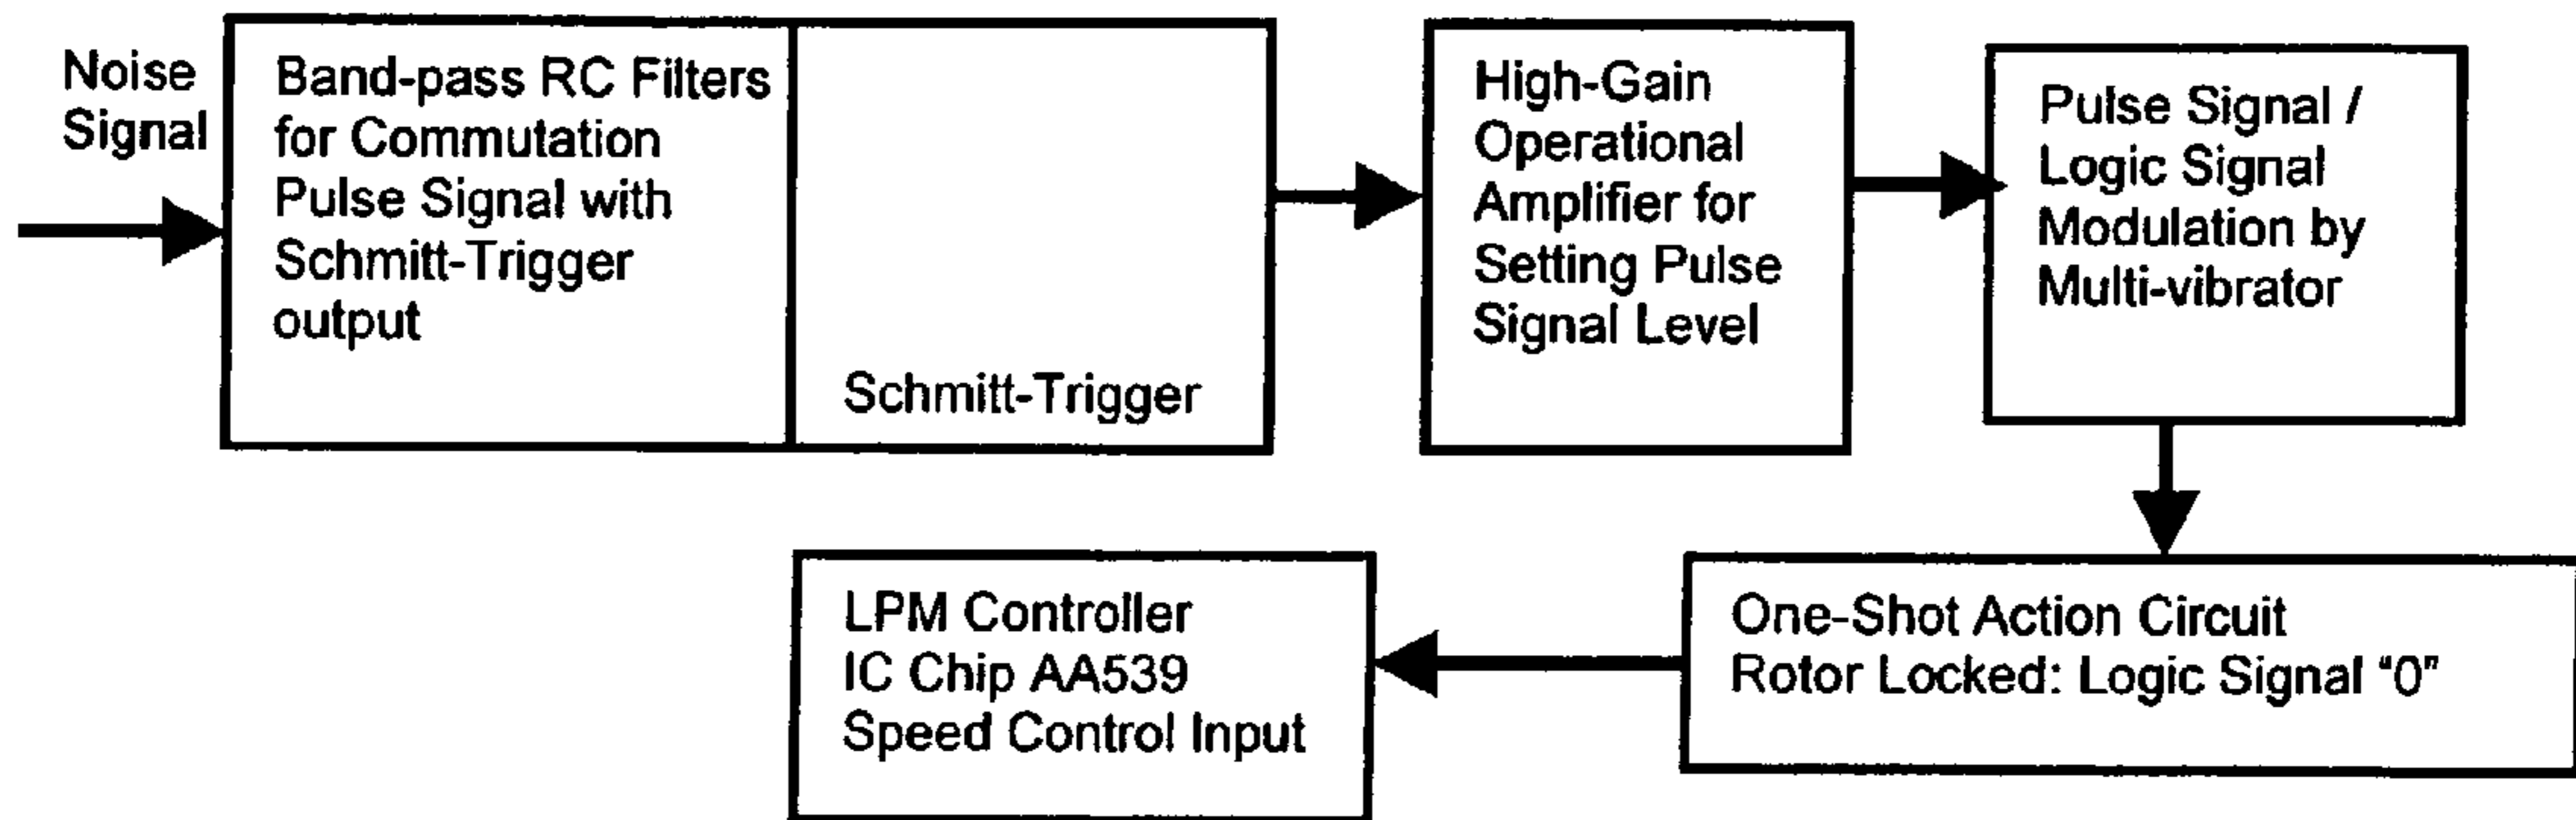 Noise
Signal
Band-pass RC Filters
for Commutation
Pulse Signal with
Schmitt-Trigger
output
Schmitt-Trigger
High-Gain
Operational
Amplifier for
Setting Pulse
Signal Level
Pulse Signal /
Logic Signal
Modulation by
Multi-vibrator
One-Shot Action Circuit
Rotor Locked: Logic Signal “0”
LPM Controller
IC Chip AA539
Speed Control Input